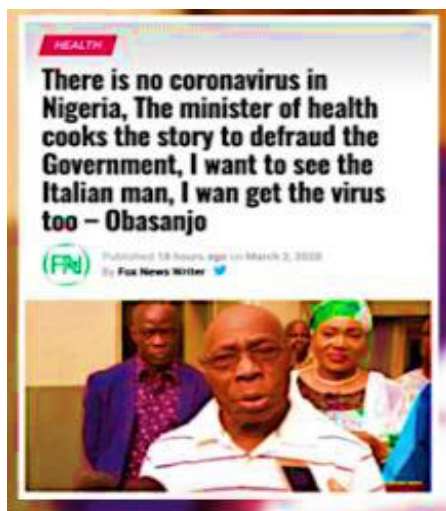 HEALTH
There is no coronavirus in
Nigeria, The minister of health
cooks the story to defraud the
Government, I want to see the
Italian man, I wan get the virus
too – Obasanjo
Published 18 hours ago on March 2, 2020
By Fox News Writer